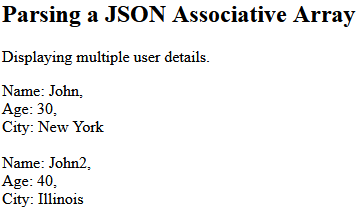 Parsing a JSON Associative Array
Displaying multiple user details.
Name: John,
Age: 30,
City: New York
Name: John2,
Age: 40,
City: Illinois